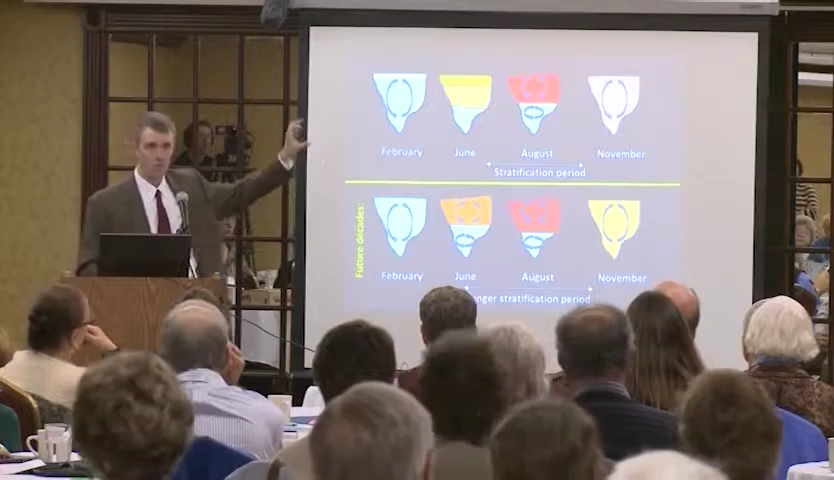 February June August November
Stratification period
Future decades:
February June August November
nger stratification period